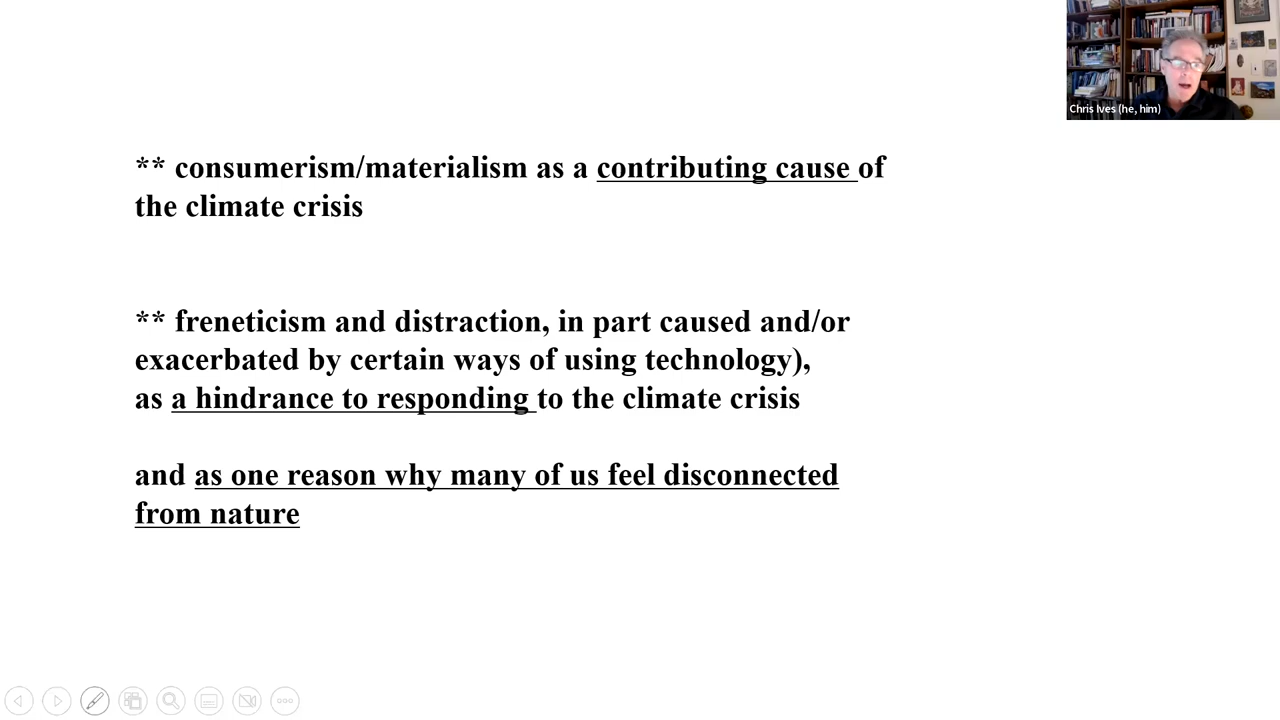 Chris Ives (he, him)
** consumerism/materialism as a contributing cause of
the climate crisis
** freneticism and distraction, in part caused and/or
exacerbated by certain ways of using technology),
as a hindrance to responding to the climate crisis
and as one reason why many of us feel disconnected
from nature